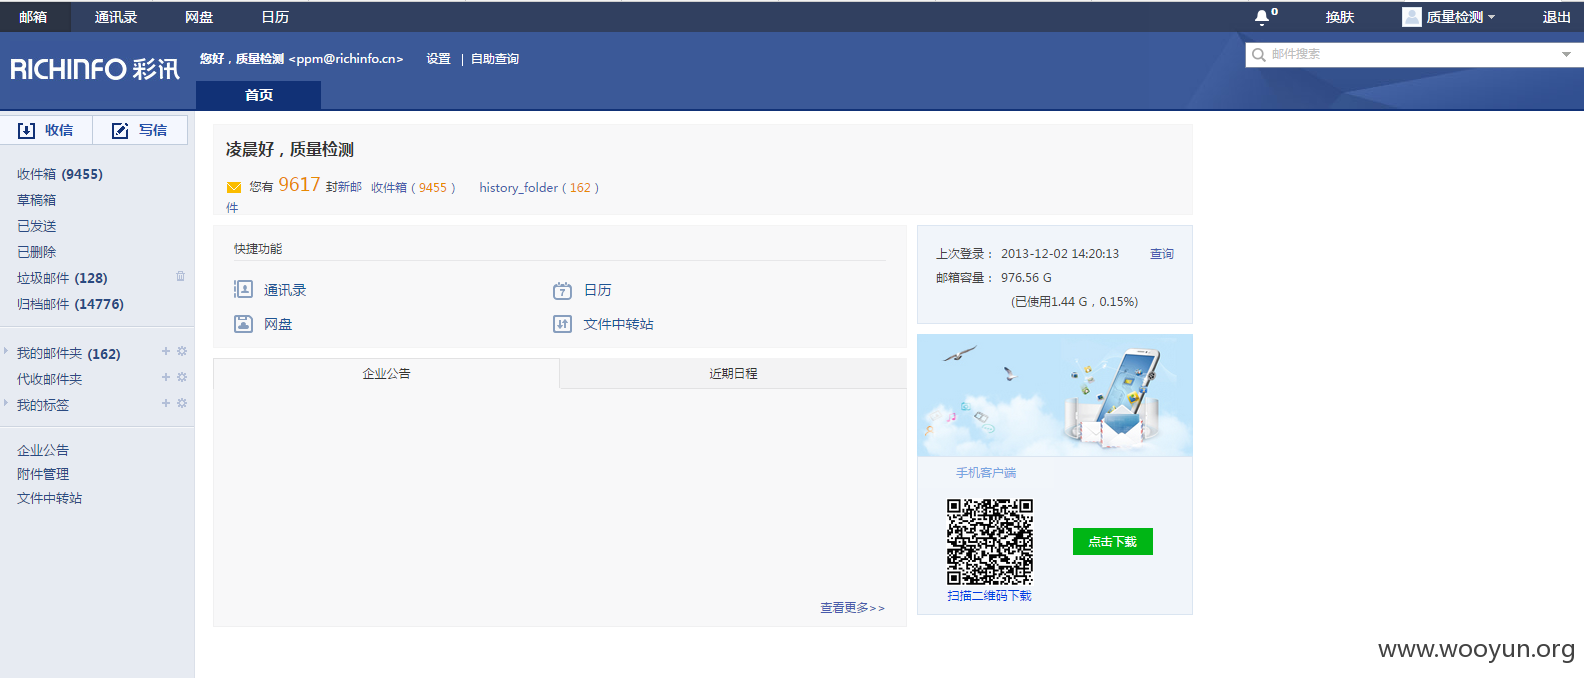 邮箱 通讯录 网盘 日历 0 换肤 质量检测 退出
RICHINFO 彩讯
您好，质量检测 <ppm@richinfo.cn> 设置 | 自助查询
邮件搜索
首页
收信 写信
收件箱 (9455)
草稿箱
已发送
已删除
垃圾邮件 (128)
归档邮件 (14776)
我的邮件夹 (162)
代收邮件夹
我的标签
企业公告
附件管理
文件中转站
凌晨好，质量检测
您有 9617 封新邮 收件箱（9455） history_folder（162）
件
快捷功能
通讯录 7 日历
网盘 文件中转站
企业公告 近期日程
查看更多>>
上次登录： 2013-12-02 14:20:13 查询
邮箱容量： 976.56 G
(已使用1.44 G，0.15%)
手机客户端
点击下载
扫描二维码下载
www.wooyun.org